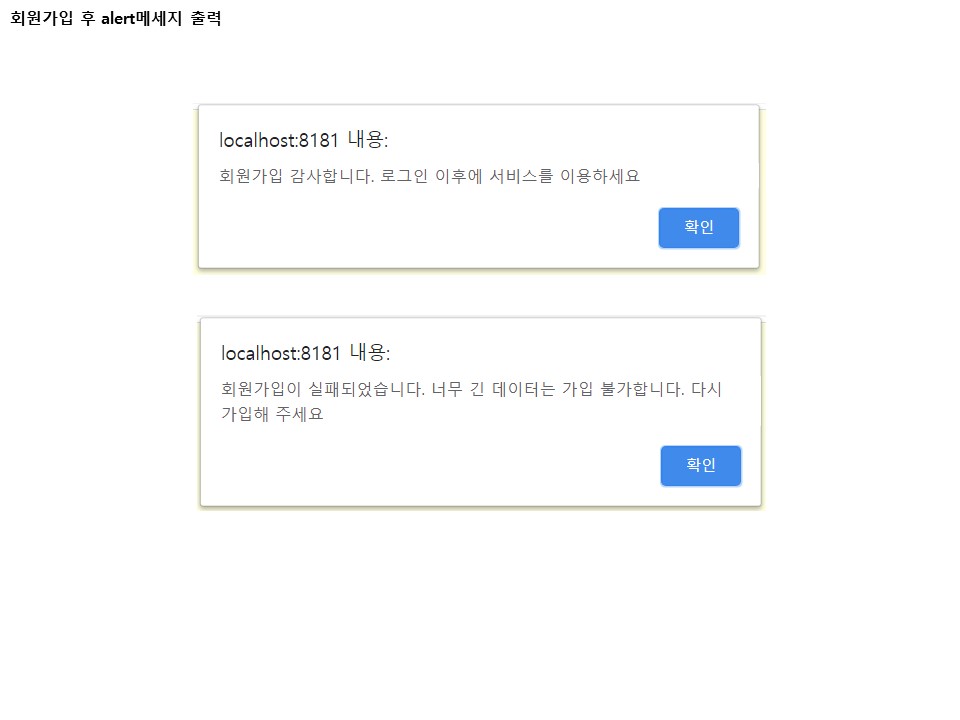 회원가입 후 alert메세지 출력
localhost:8181 내용:
회원가입 감사합니다. 로그인 이후에 서비스를 이용하세요
확인
localhost:8181 내용:
회원가입이 실패되었습니다. 너무 긴 데이터는 가입 불가합니다. 다시
가입해 주세요
확인